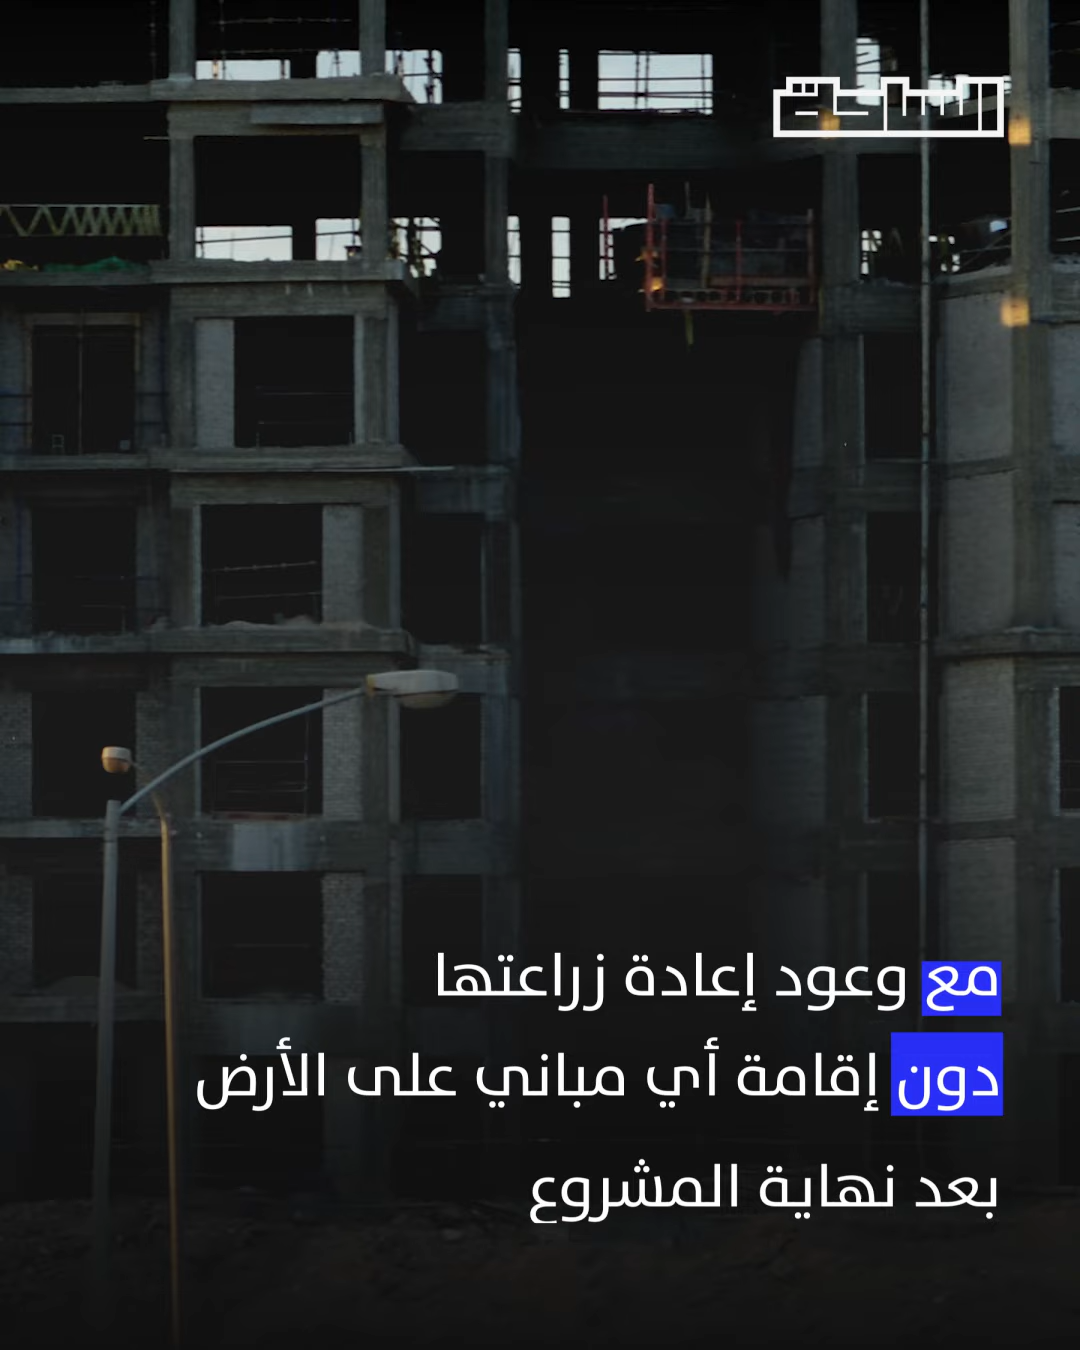 مع وعود إعادة زراعتها
دون إقامة أي مباني على الأرض
بعد نهاية المشروع